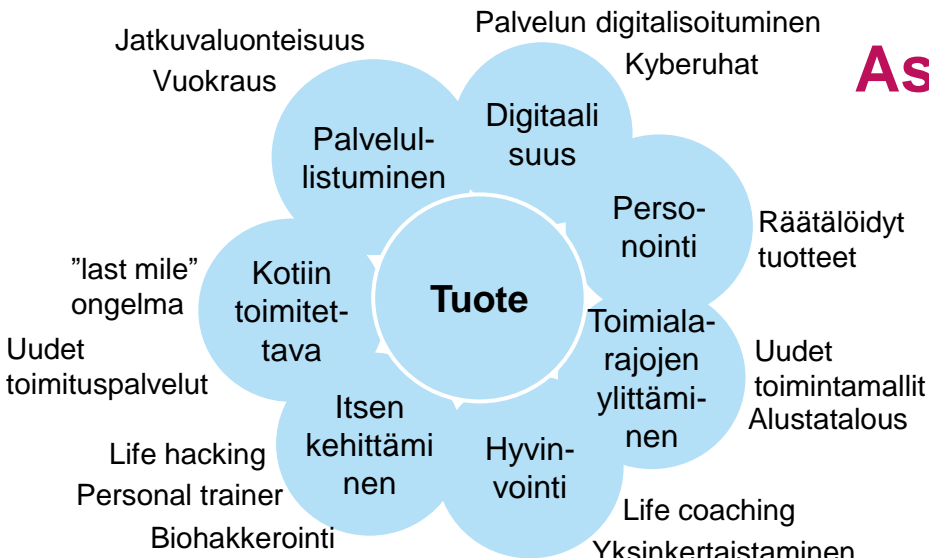 Palvelun digitalisoituminen
Kyberuhat
As
Jatkuvaluonteisuus
Vuokraus
Digitaali
suus
Palvelul-
listuminen
Perso-
nointi
Räätälöidyt
tuotteet
"last mile"
ongelma
Uudet
toimituspalvelut
Kotiin
toimitet-
tava
Tuote
Toimiala-
rajojen
ylittämi-
nen
Uudet
toimintamallit
Alustatalous
Itsen
kehittämi
nen
Hyvin-
vointi
Life hacking
Personal trainer
Biohakkerointi
Life coaching
Yksinkertaistaminen